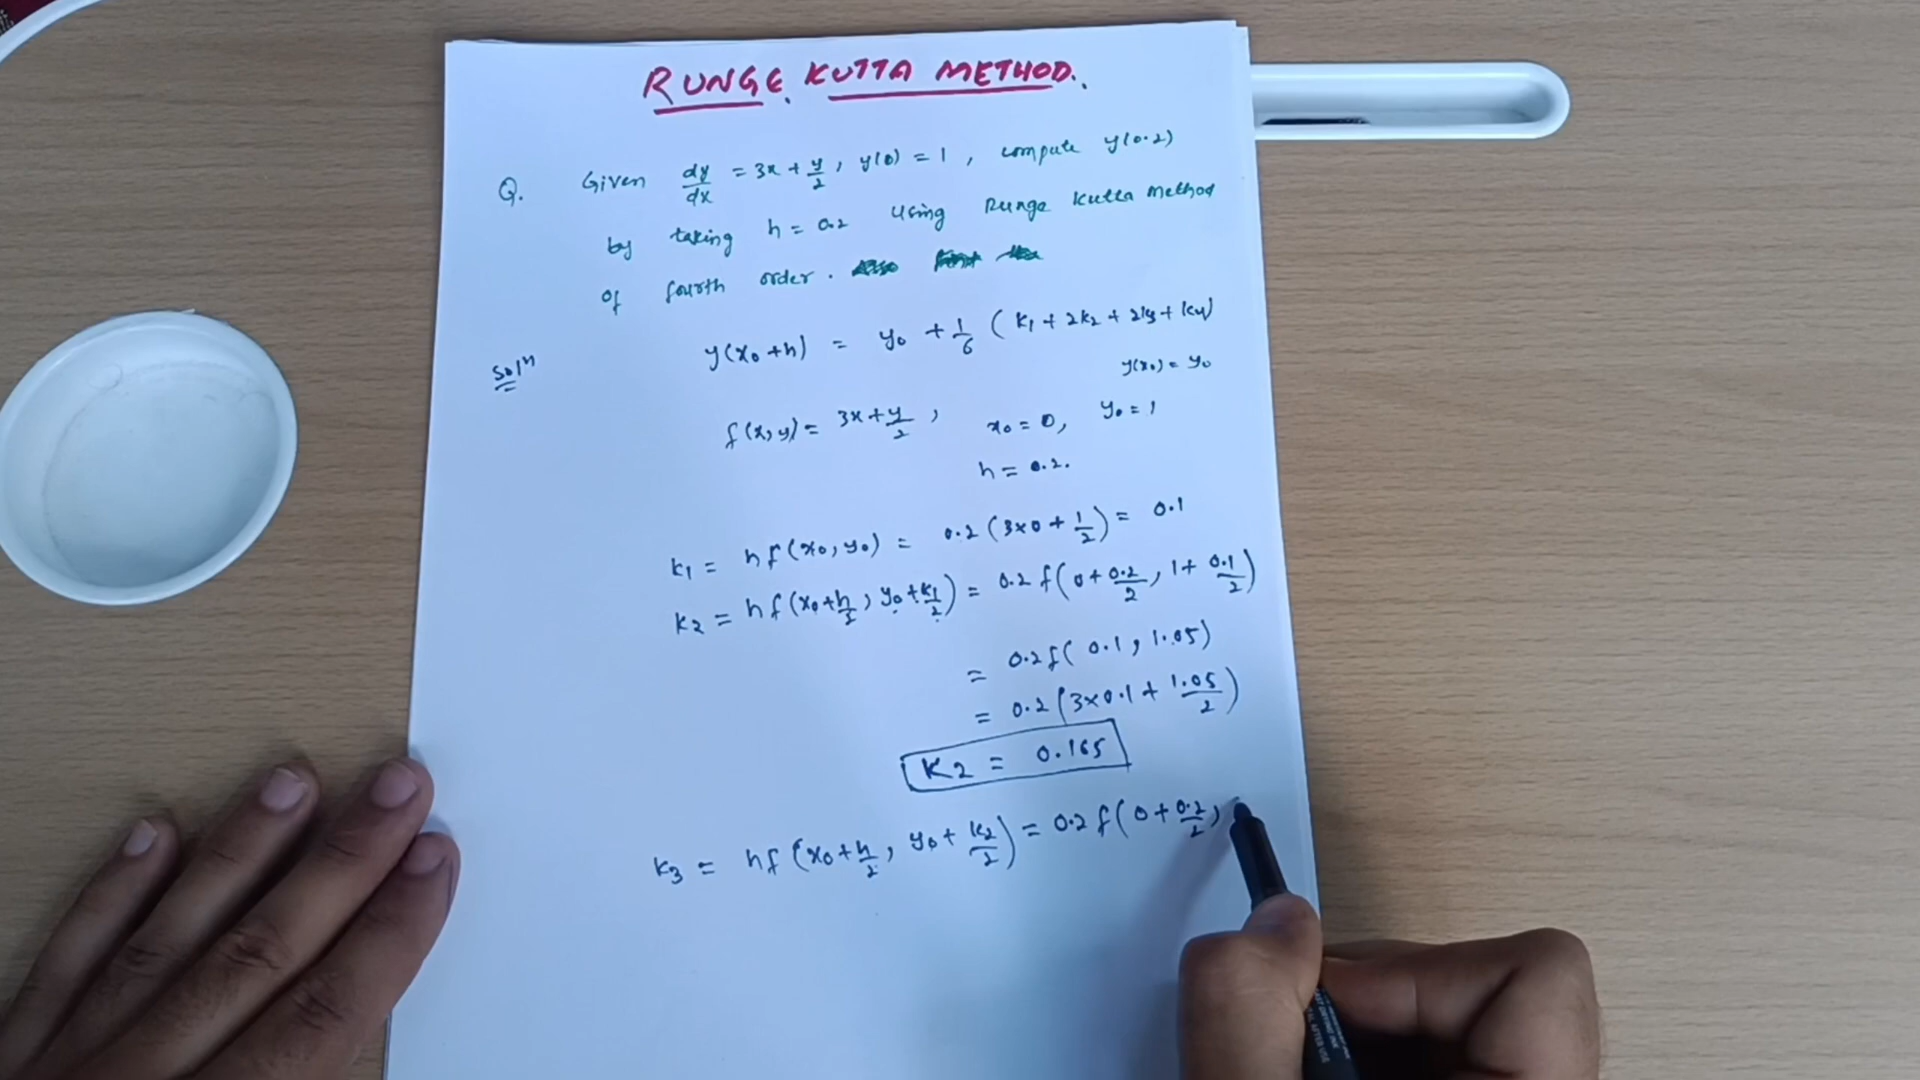 RUNGE KUTTA METHOD.
Q. Given dy/dx = 3x + y/2, y(0) = 1, compute y(0.2)
by taking h = 0.2 using Runge Kutta Method
of fourth order.
Solⁿ y(x₀+h) = y₀ + 1/6 (k₁ + 2k₂ + 2k₃ + k₄)
y(x₀) = y₀
f(x,y) = 3x + y/2, x₀ = 0, y₀ = 1
h = 0.2.
k₁ = hf(x₀, y₀) = 0.2 (3×0 + 1/2) = 0.1
k₂ = hf(x₀+h/2, y₀+k₁/2) = 0.2 f(0+0.2/2, 1+0.1/2)
= 0.2 f(0.1, 1.05)
= 0.2 (3×0.1 + 1.05/2)
K₂ = 0.165
k₃ = hf(x₀+h/2, y₀+k₂/2) = 0.2 f(0+0.2/2,